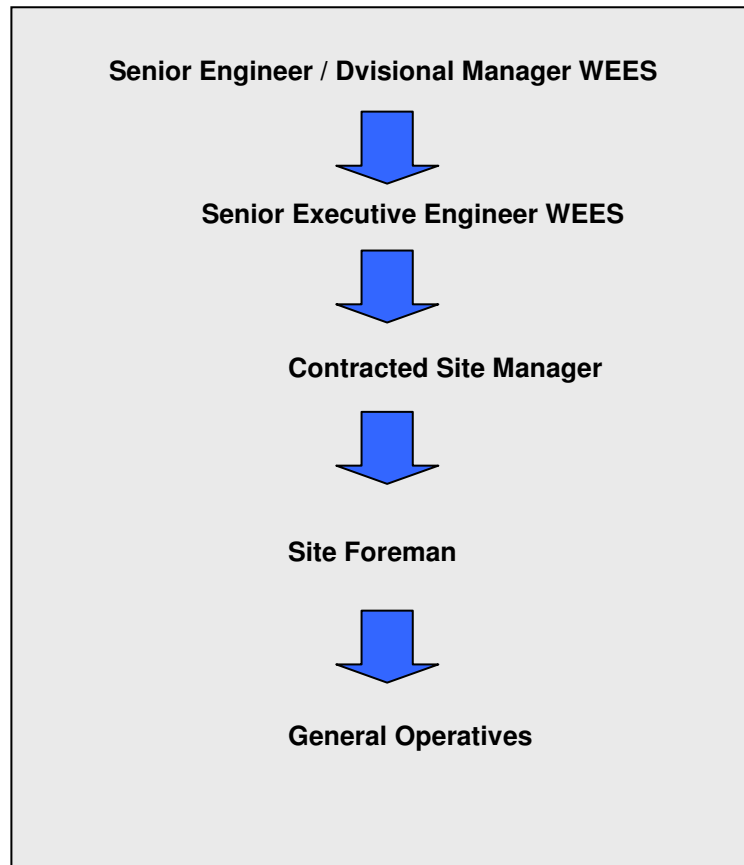 Senior Engineer / Dvisional Manager WEES
Senior Executive Engineer WEES
Contracted Site Manager
Site Foreman
General Operatives